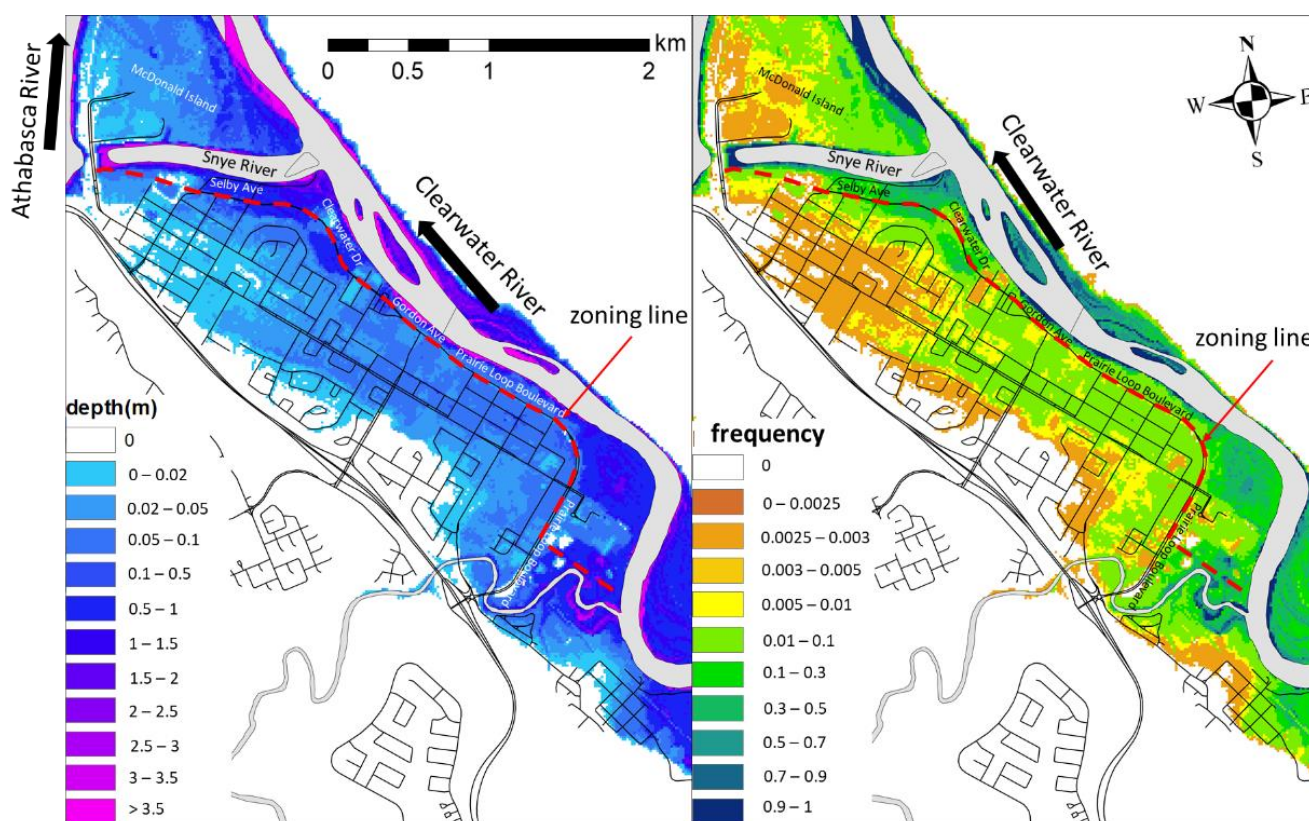 km
0
0.5
1
2
Athabasca River
McDonald Island
Snye River
Selby Ave
Clearwater Dr
Clearwater River
Gordon Ave
Prairie Loop Boulevard
zoning line
Prairie Loop Boulevard
depth(m)
0
0 – 0.02
0.02 – 0.05
0.05 – 0.1
0.1 – 0.5
0.5 – 1
1 – 1.5
1.5 – 2
2 – 2.5
2.5 – 3
3 – 3.5
> 3.5
N
W
E
S
McDonald Island
Snye River
Selby Ave
Clearwater Dr
Clearwater River
Gordon Ave
Prairie Loop Boulevard
zoning line
Prairie Loop Boulevard
frequency
0
0 – 0.0025
0.0025 – 0.003
0.003 – 0.005
0.005 – 0.01
0.01 – 0.1
0.1 – 0.3
0.3 – 0.5
0.5 – 0.7
0.7 – 0.9
0.9 – 1